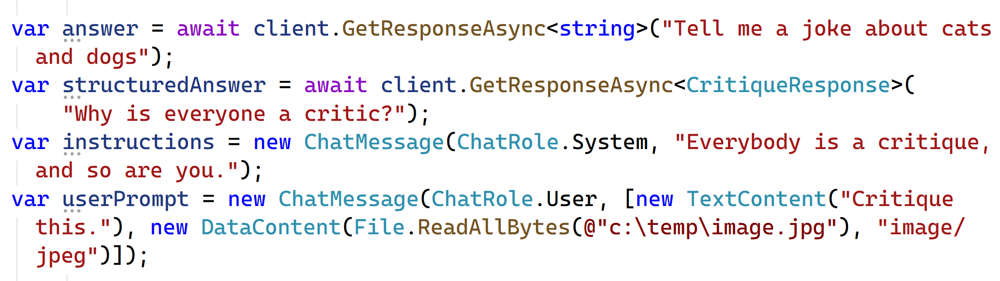 var answer = await client.GetResponseAsync<string>("Tell me a joke about cats
and dogs");
var structuredAnswer = await client.GetResponseAsync<CritiqueResponse>(
"Why is everyone a critic?");
var instructions = new ChatMessage(ChatRole.System, "Everybody is a critique,
and so are you.");
var userPrompt = new ChatMessage(ChatRole.User, [new TextContent("Critique
this."), new DataContent(File.ReadAllBytes(@"c:\temp\image.jpg"), "image/
jpeg")]);